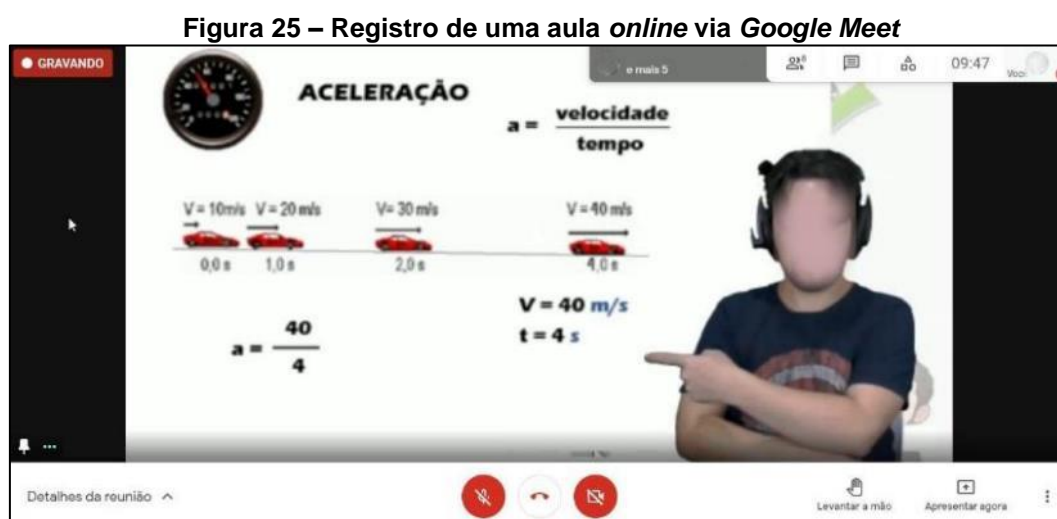 Figura 25 – Registro de uma aula online via Google Meet
GRAVANDO
e mais 5
09:47
Você
ACELERAÇÃO
a = velocidade
tempo
V = 10m/s V = 20 m/s V= 30 m/s V = 40 m/s
0,0 s 1,0 s 2,0 s 4,0 s
V = 40 m/s
t = 4 s
a = 40
4
Detalhes da reunião
Levantar a mão
Apresentar agora